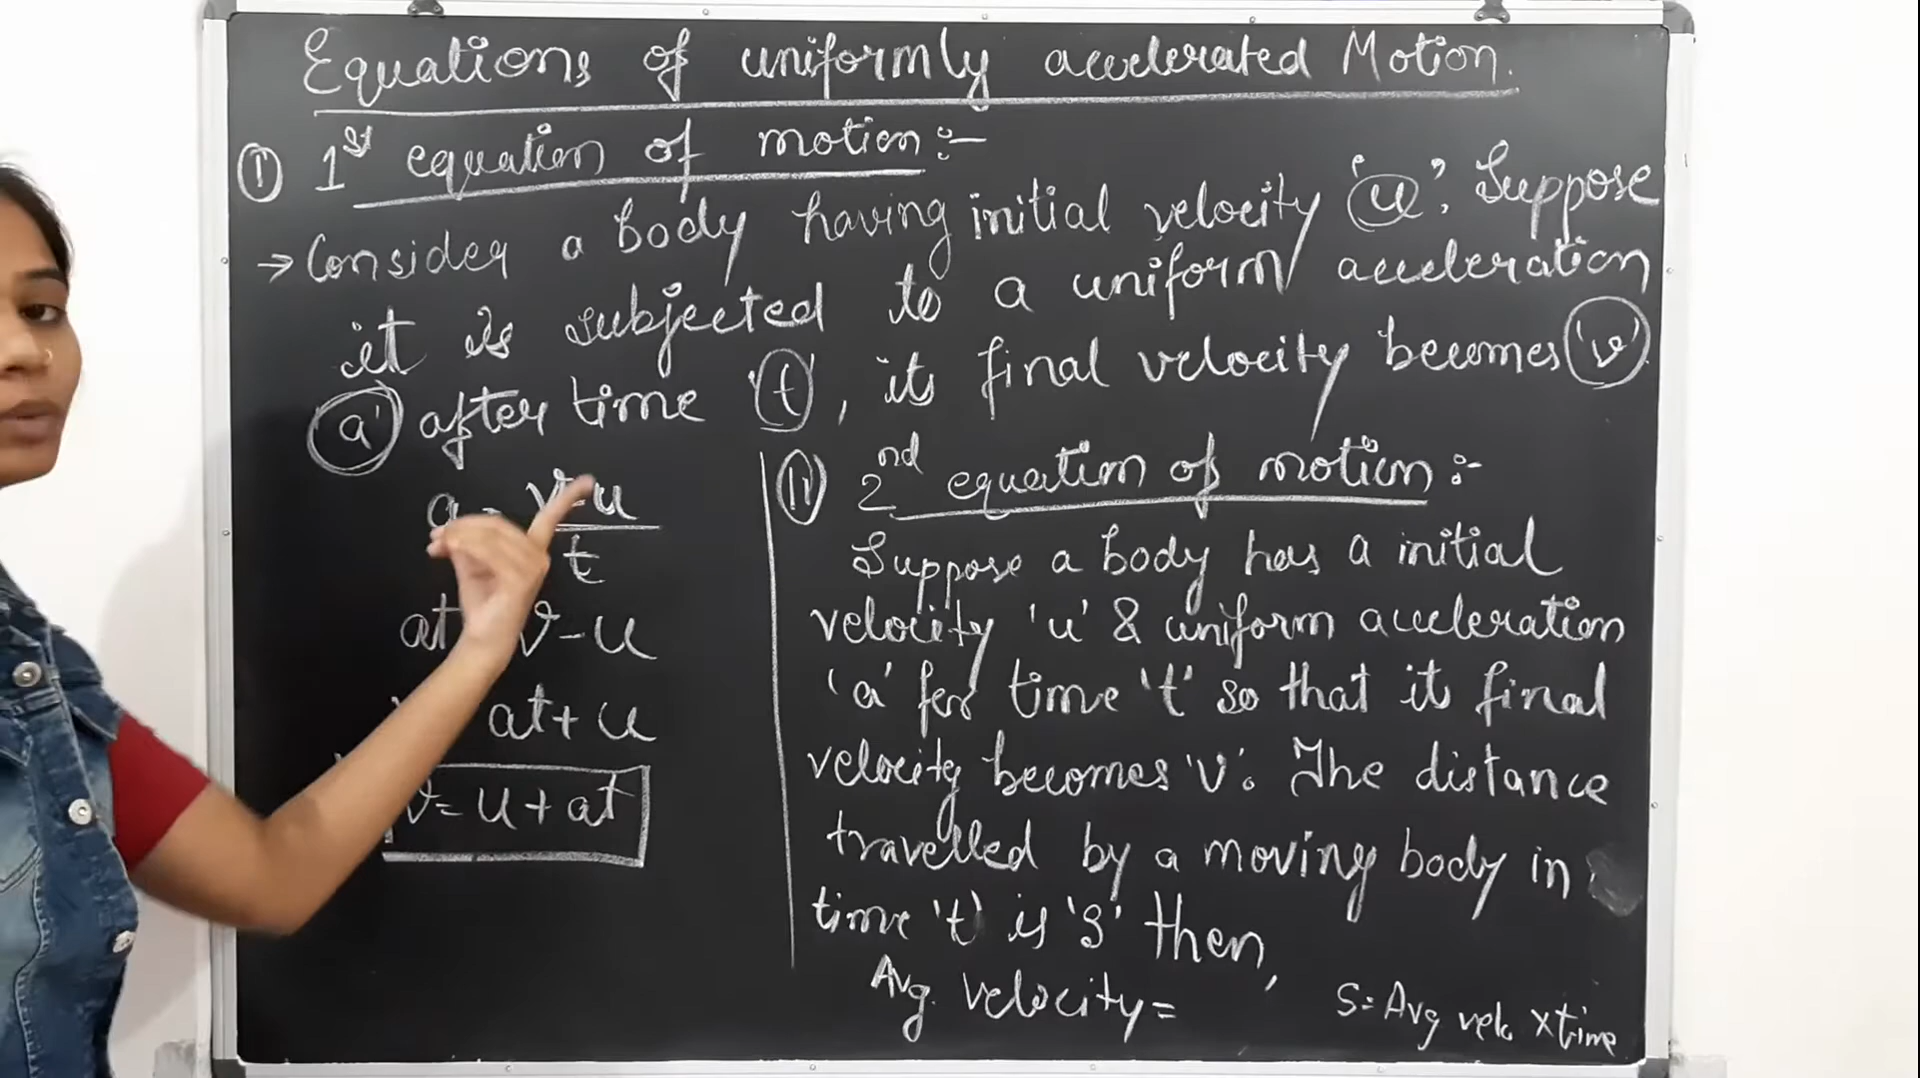 Equations of uniformly accelerated Motion.
① 1st equation of motion :-
→ Consider a body having initial velocity 'u'. Suppose
it is subjected to a uniform acceleration
'a' after time 't', its final velocity becomes 'v'.
a = v-u
t
at v-u
at+u
v= u+at
(ii) 2nd equation of motion :-
Suppose a body has a initial
velocity 'u' & uniform acceleration
'a' for time 't' so that it final
velocity becomes 'v'. The distance
travelled by a moving body in
time 't' is 'S' then,
Avg. velocity=
S= Avg velo x time